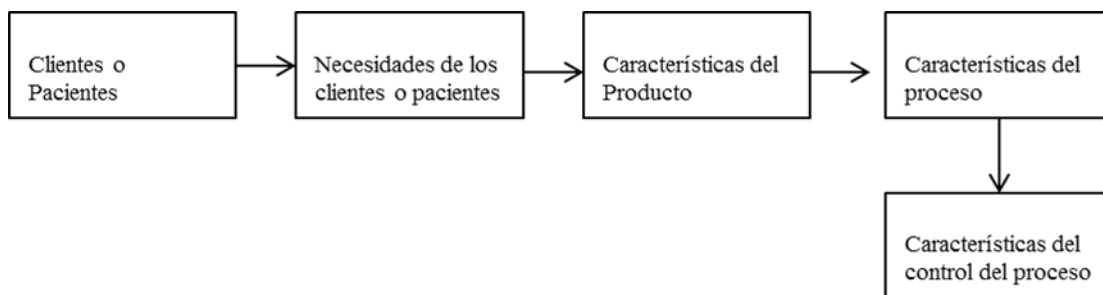 Clientes o
Pacientes
Necesidades de los
clientes o pacientes
Características del
Producto
Características del
proceso
Características del
control del proceso